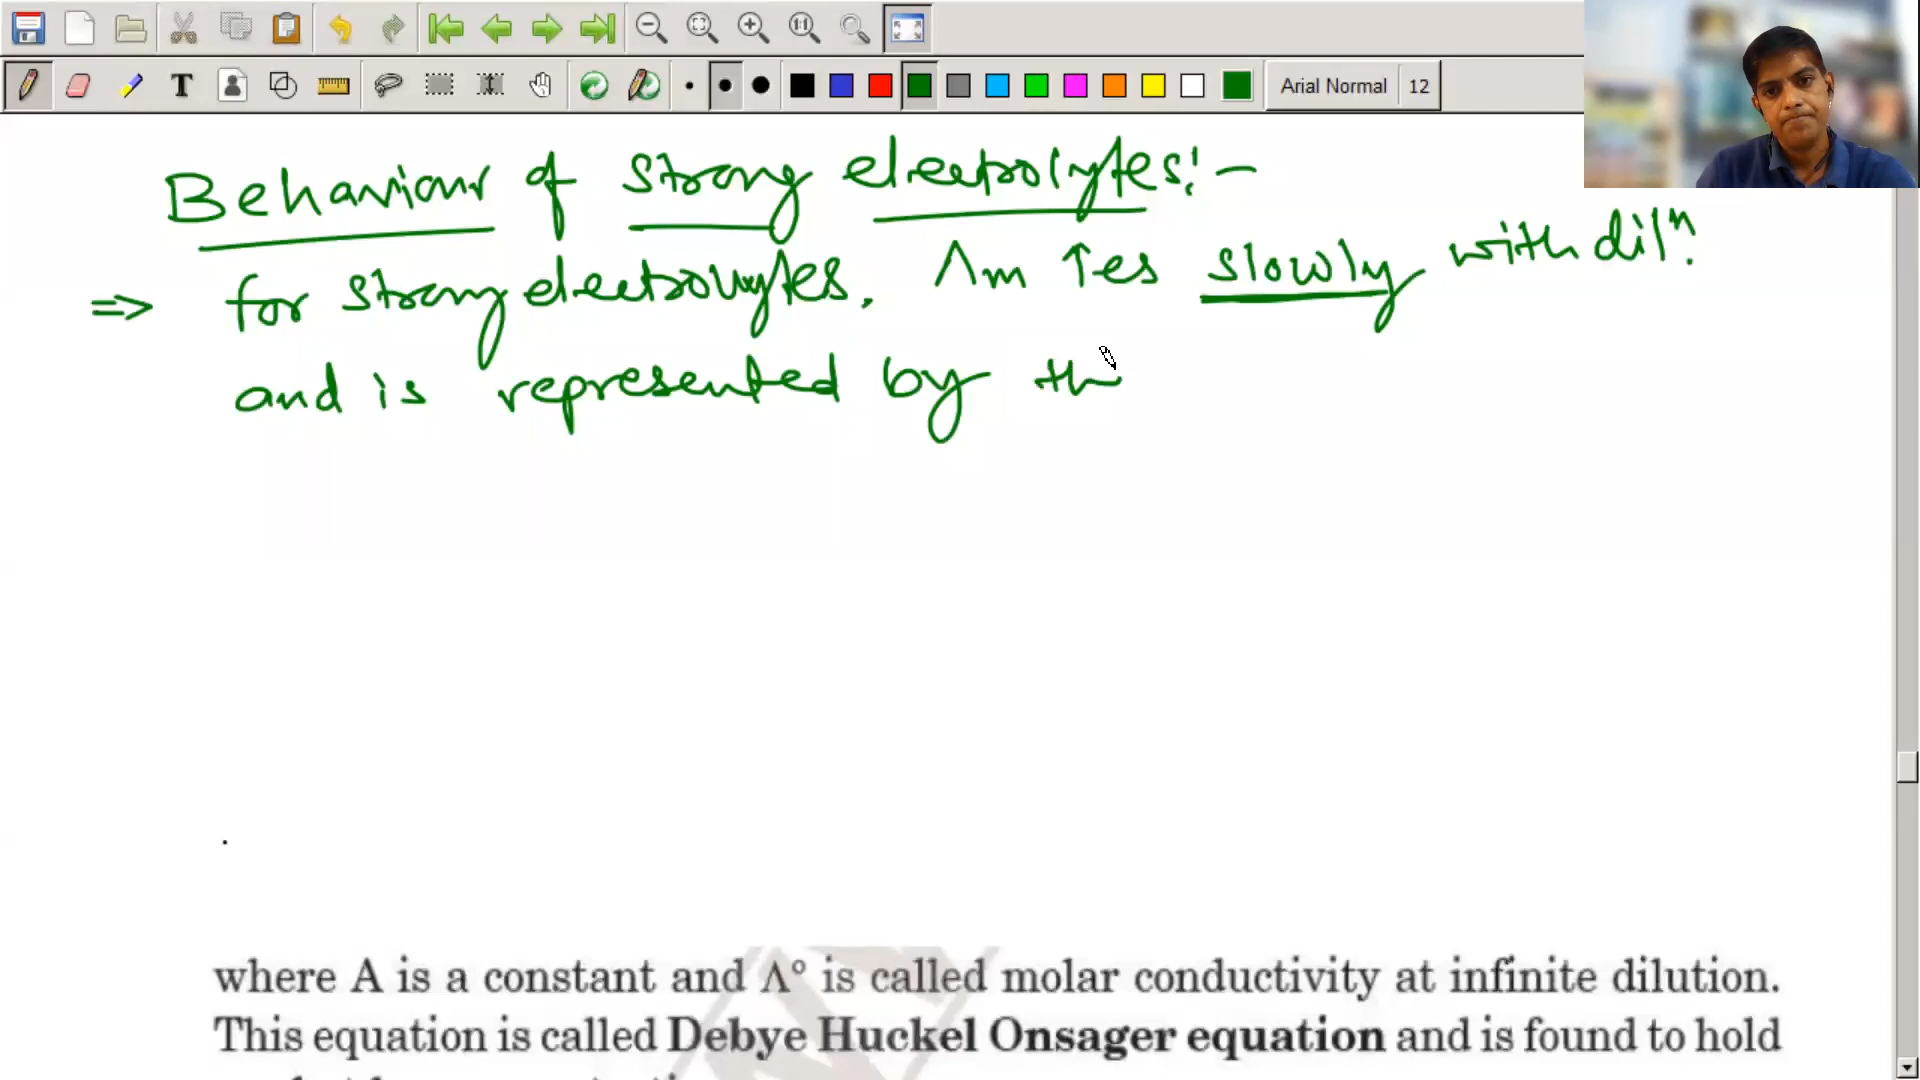 T
1:1
Arial Normal 12
Behaviour of strong electrolytes:-
=> for strong electrolytes, Λm ↑es slowly with dilⁿ.
and is represented by th
where A is a constant and Λ° is called molar conductivity at infinite dilution.
This equation is called Debye Huckel Onsager equation and is found to hold